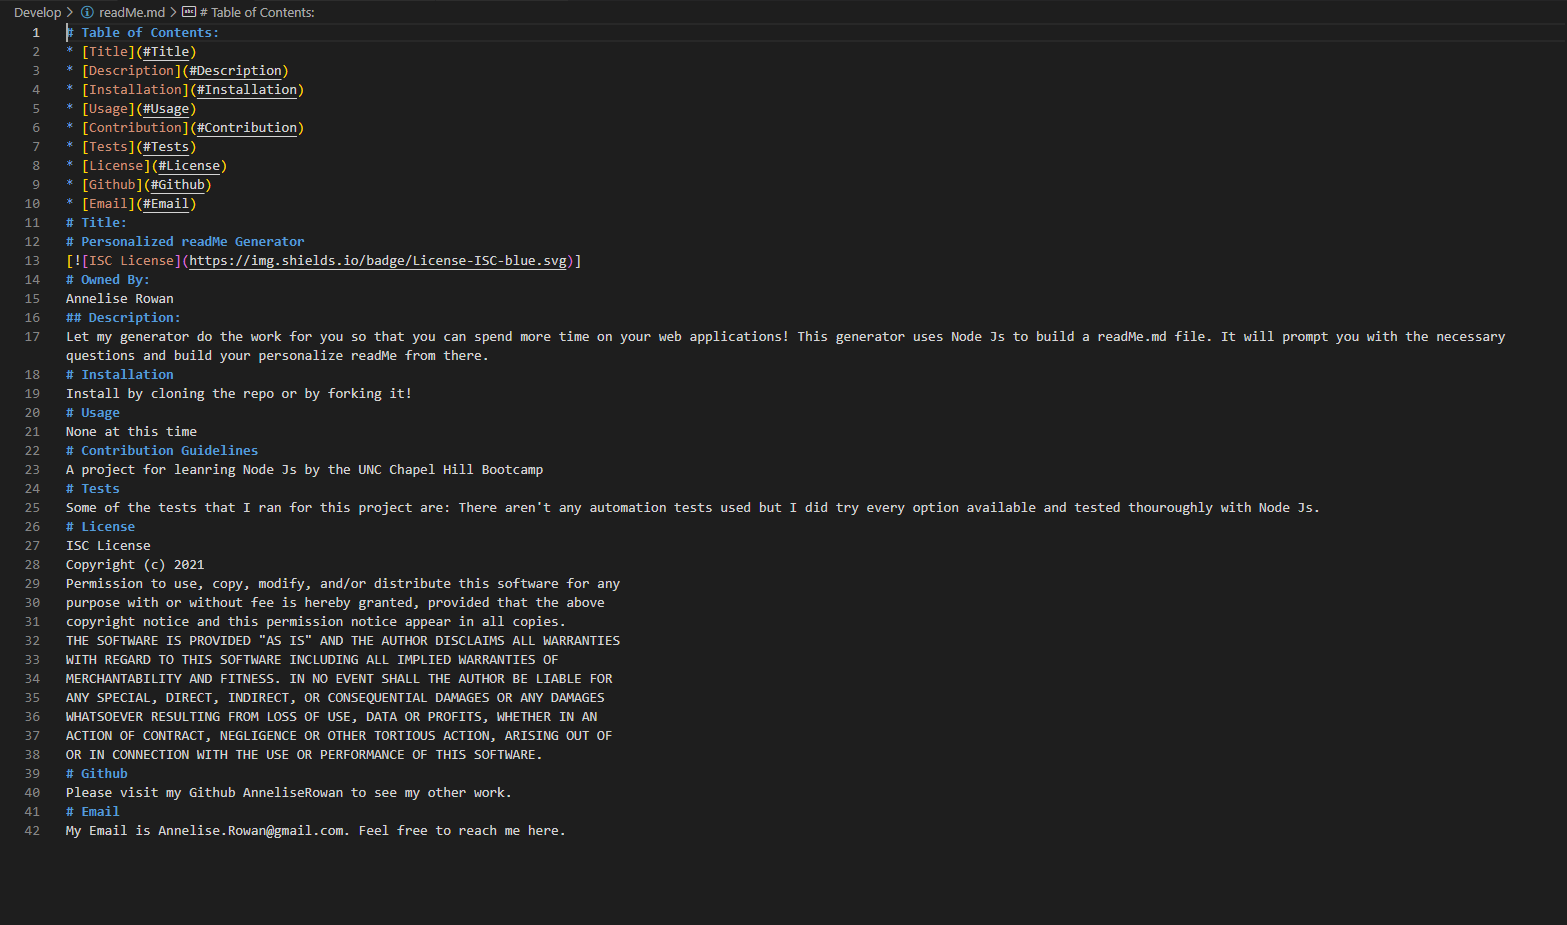 Develop > readMe.md > # Table of Contents:
1 # Table of Contents:
2 * [Title](#Title)
3 * [Description](#Description)
4 * [Installation](#Installation)
5 * [Usage](#Usage)
6 * [Contribution](#Contribution)
7 * [Tests](#Tests)
8 * [License](#License)
9 * [Github](#Github)
10 * [Email](#Email)
11 # Title:
12 # Personalized readMe Generator
13 [![ISC License](https://img.shields.io/badge/License-ISC-blue.svg)]
14 # Owned By:
15 Annelise Rowan
16 ## Description:
17 Let my generator do the work for you so that you can spend more time on your web applications! This generator uses Node Js to build a readMe.md file. It will prompt you with the necessary
questions and build your personalize readMe from there.
18 # Installation
19 Install by cloning the repo or by forking it!
20 # Usage
21 None at this time
22 # Contribution Guidelines
23 A project for leanring Node Js by the UNC Chapel Hill Bootcamp
24 # Tests
25 Some of the tests that I ran for this project are: There aren't any automation tests used but I did try every option available and tested thouroughly with Node Js.
26 # License
27 ISC License
28 Copyright (c) 2021
29 Permission to use, copy, modify, and/or distribute this software for any
30 purpose with or without fee is hereby granted, provided that the above
31 copyright notice and this permission notice appear in all copies.
32 THE SOFTWARE IS PROVIDED "AS IS" AND THE AUTHOR DISCLAIMS ALL WARRANTIES
33 WITH REGARD TO THIS SOFTWARE INCLUDING ALL IMPLIED WARRANTIES OF
34 MERCHANTABILITY AND FITNESS. IN NO EVENT SHALL THE AUTHOR BE LIABLE FOR
35 ANY SPECIAL, DIRECT, INDIRECT, OR CONSEQUENTIAL DAMAGES OR ANY DAMAGES
36 WHATSOEVER RESULTING FROM LOSS OF USE, DATA OR PROFITS, WHETHER IN AN
37 ACTION OF CONTRACT, NEGLIGENCE OR OTHER TORTIOUS ACTION, ARISING OUT OF
38 OR IN CONNECTION WITH THE USE OR PERFORMANCE OF THIS SOFTWARE.
39 # Github
40 Please visit my Github AnneliseRowan to see my other work.
41 # Email
42 My Email is Annelise.Rowan@gmail.com. Feel free to reach me here.